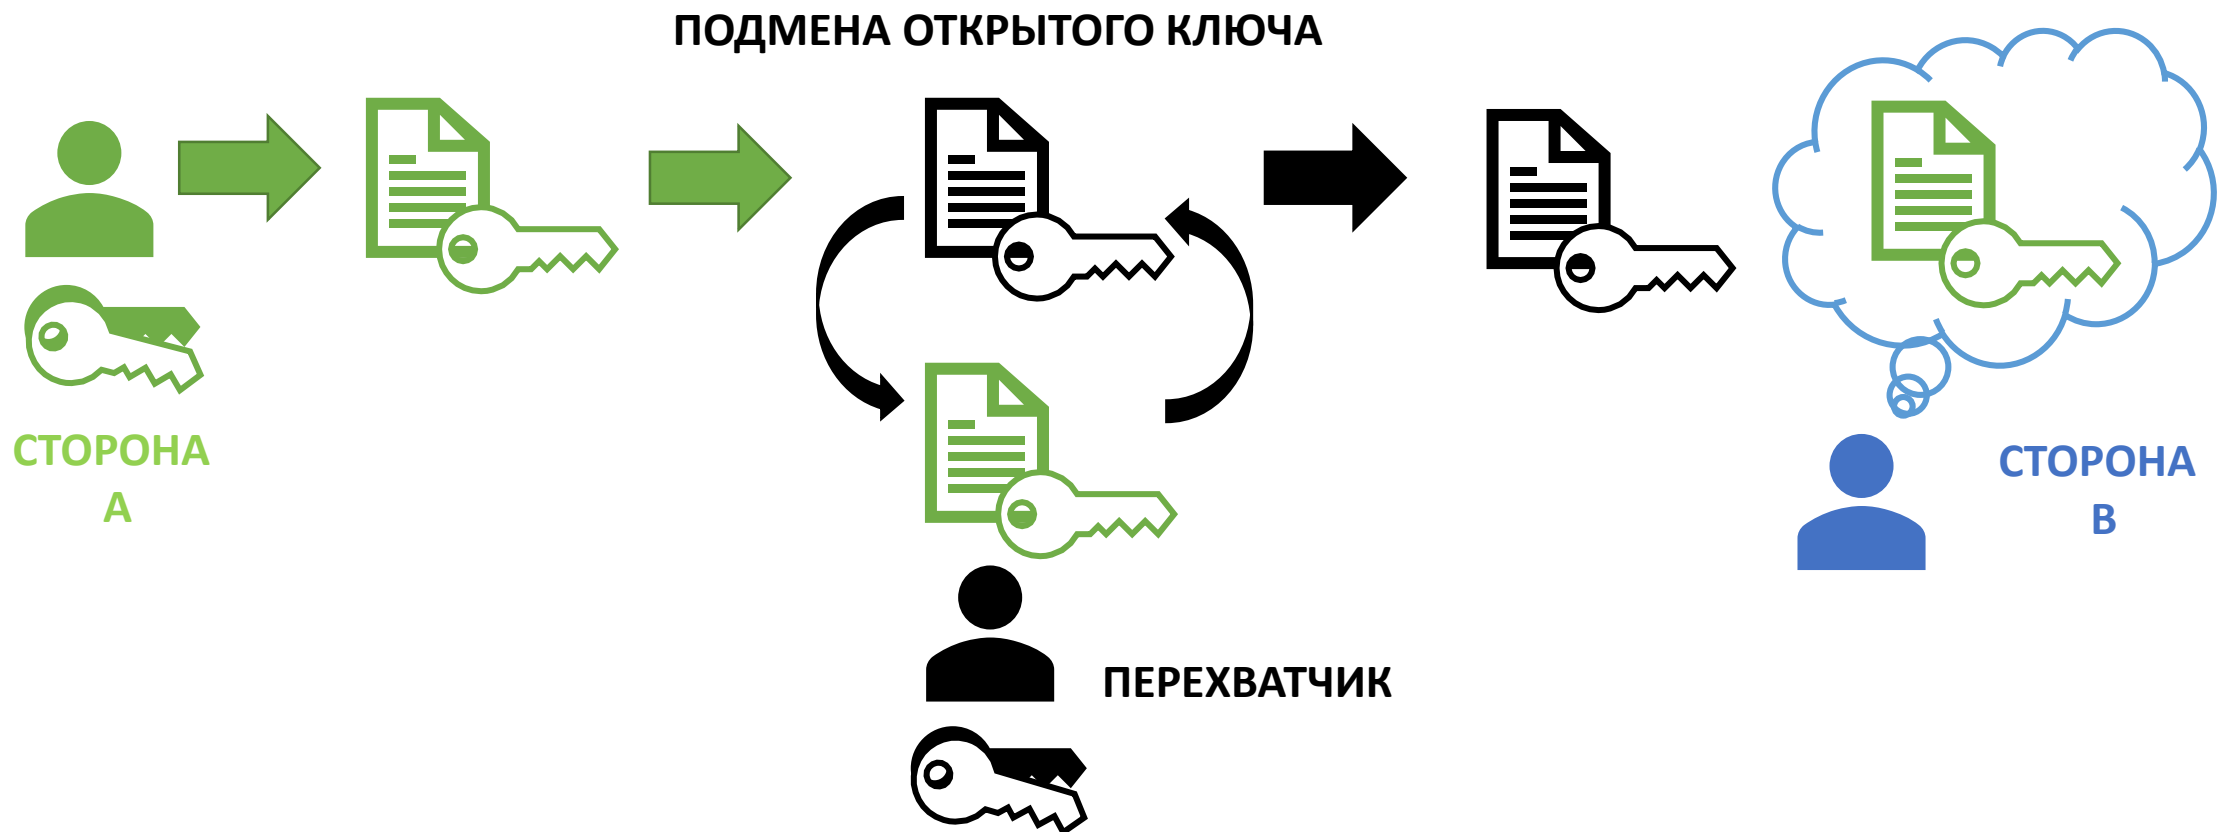 ПОДМЕНА ОТКРЫТОГО КЛЮЧА
СТОРОНА
А
СТОРОНА
В
ПЕРЕХВАТЧИК